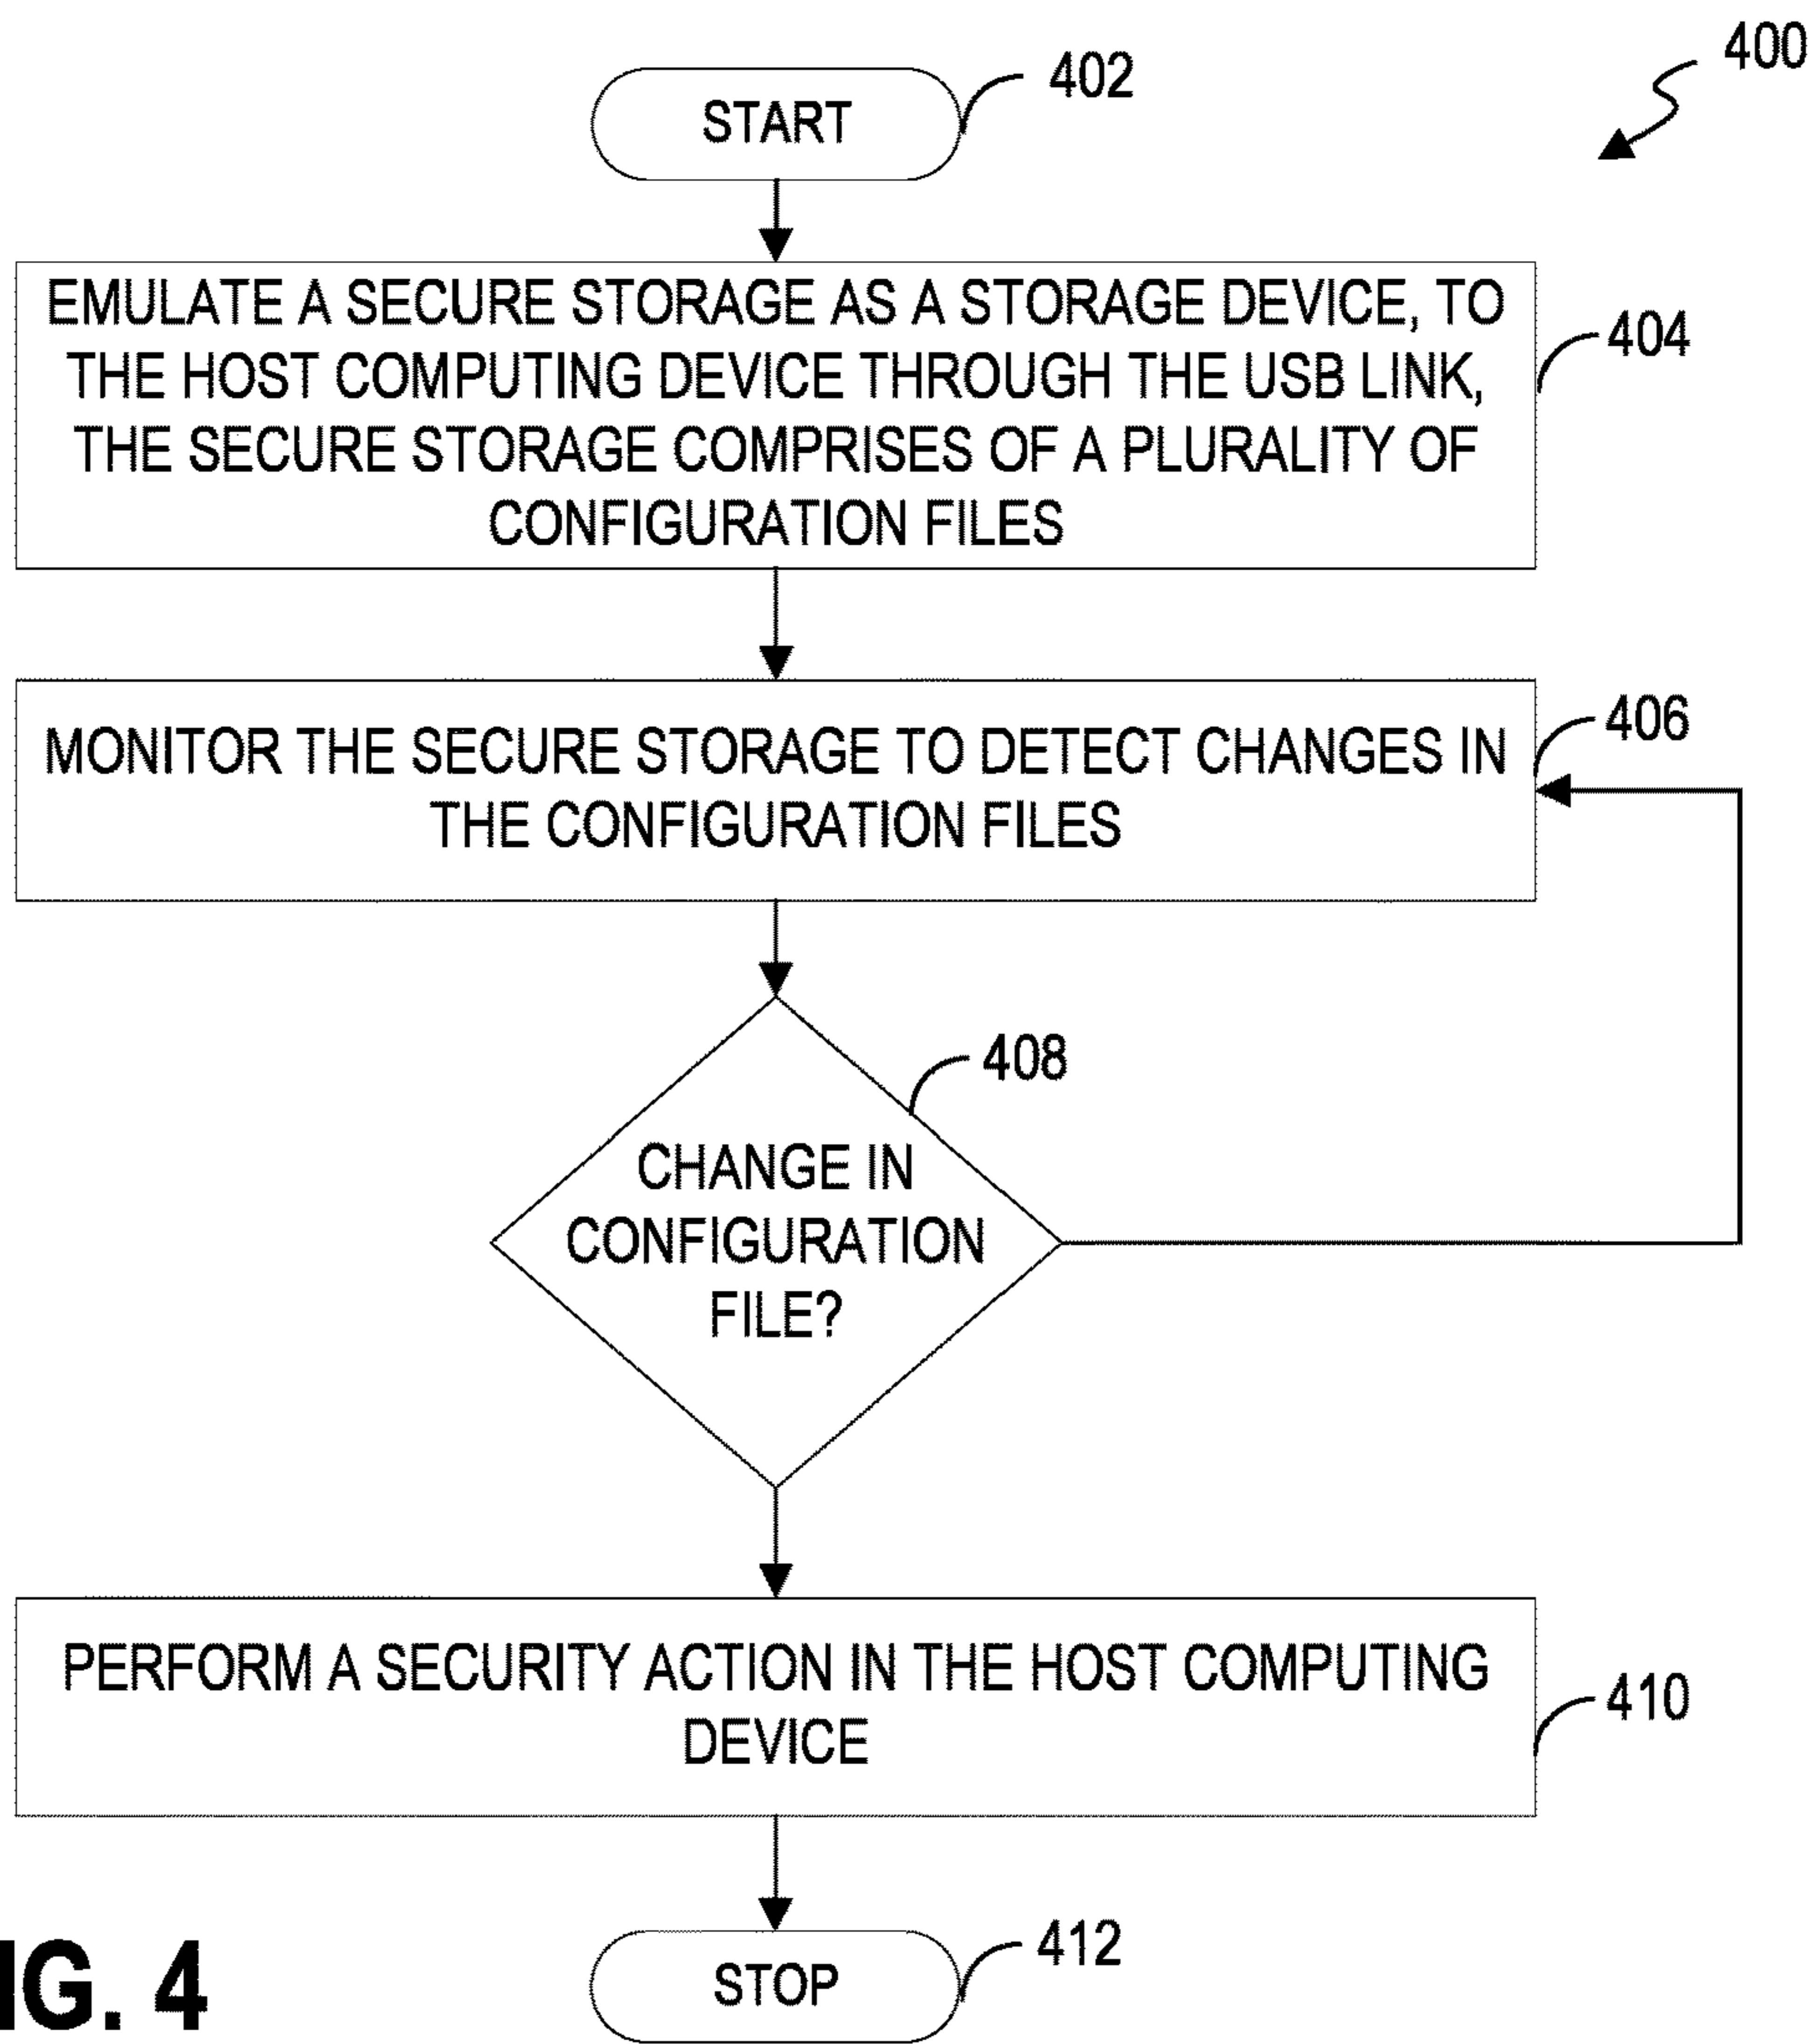 400
START
402
EMULATE A SECURE STORAGE AS A STORAGE DEVICE, TO
THE HOST COMPUTING DEVICE THROUGH THE USB LINK,
THE SECURE STORAGE COMPRISES OF A PLURALITY OF
CONFIGURATION FILES
404
MONITOR THE SECURE STORAGE TO DETECT CHANGES IN
THE CONFIGURATION FILES
406
408
CHANGE IN
CONFIGURATION
FILE?
PERFORM A SECURITY ACTION IN THE HOST COMPUTING
DEVICE
410
STOP
412
IG. 4